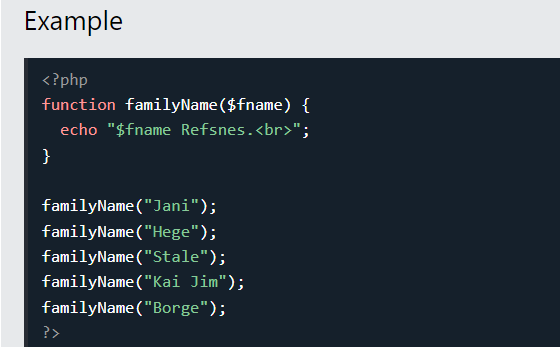 Example
<?php
function familyName($fname) {
  echo "$fname Refsnes.<br>";
}
familyName("Jani");
familyName("Hege");
familyName("Stale");
familyName("Kai Jim");
familyName("Borge");
?>